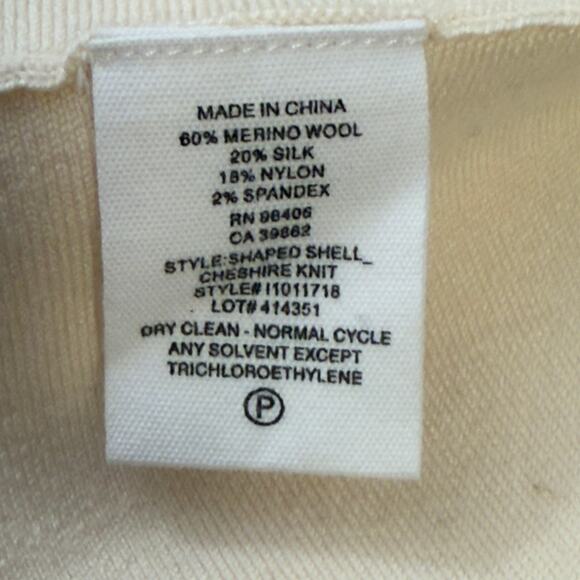 MADE IN CHINA
60% MERINO WOOL
20% SILK
18% NYLON
2% SPANDEX
RN 98406
CA 39662
STYLE:SHAPED SHELL_
CHESHIRE KNIT
STYLE# I1011718
LOT# 414351
DRY CLEAN - NORMAL CYCLE
ANY SOLVENT EXCEPT
TRICHLOROETHYLENE
P